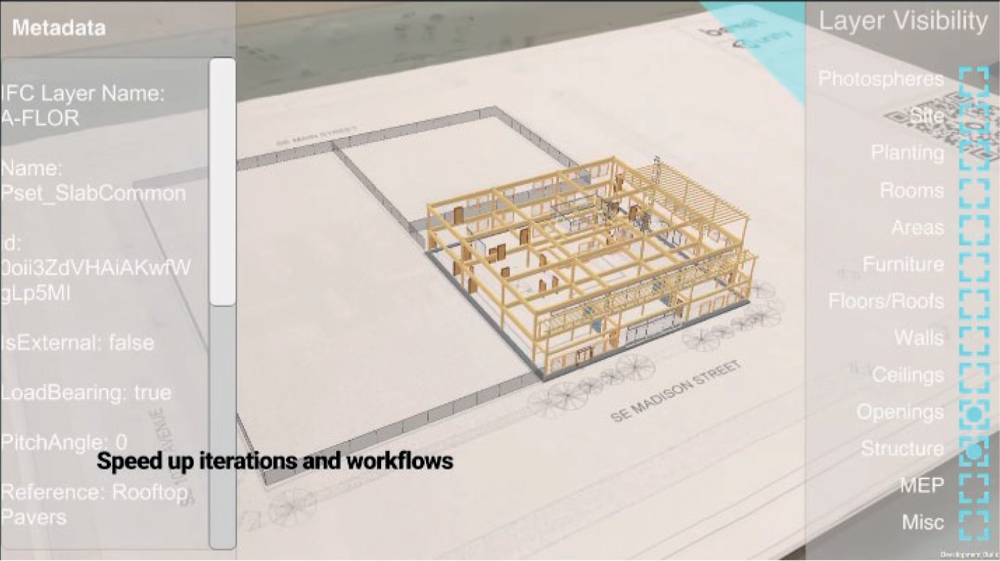 Metadata
IFC Layer Name:
A-FLOR
Name:
Pset_SlabCommon
d:
0oii3ZdVHAiAKwfW
gLp5MI
IsExternal: false
LoadBearing: true
PitchAngle: 0
Reference: Rooftop
Pavers
SE MAIN STREET
AVENUE
SE MADISON STREET
Speed up iterations and workflows
unity
Layer Visibility
Photospheres
Site
Planting
Rooms
Areas
Furniture
Floors/Roofs
Walls
Ceilings
Openings
Structure
MEP
Misc
Development Build